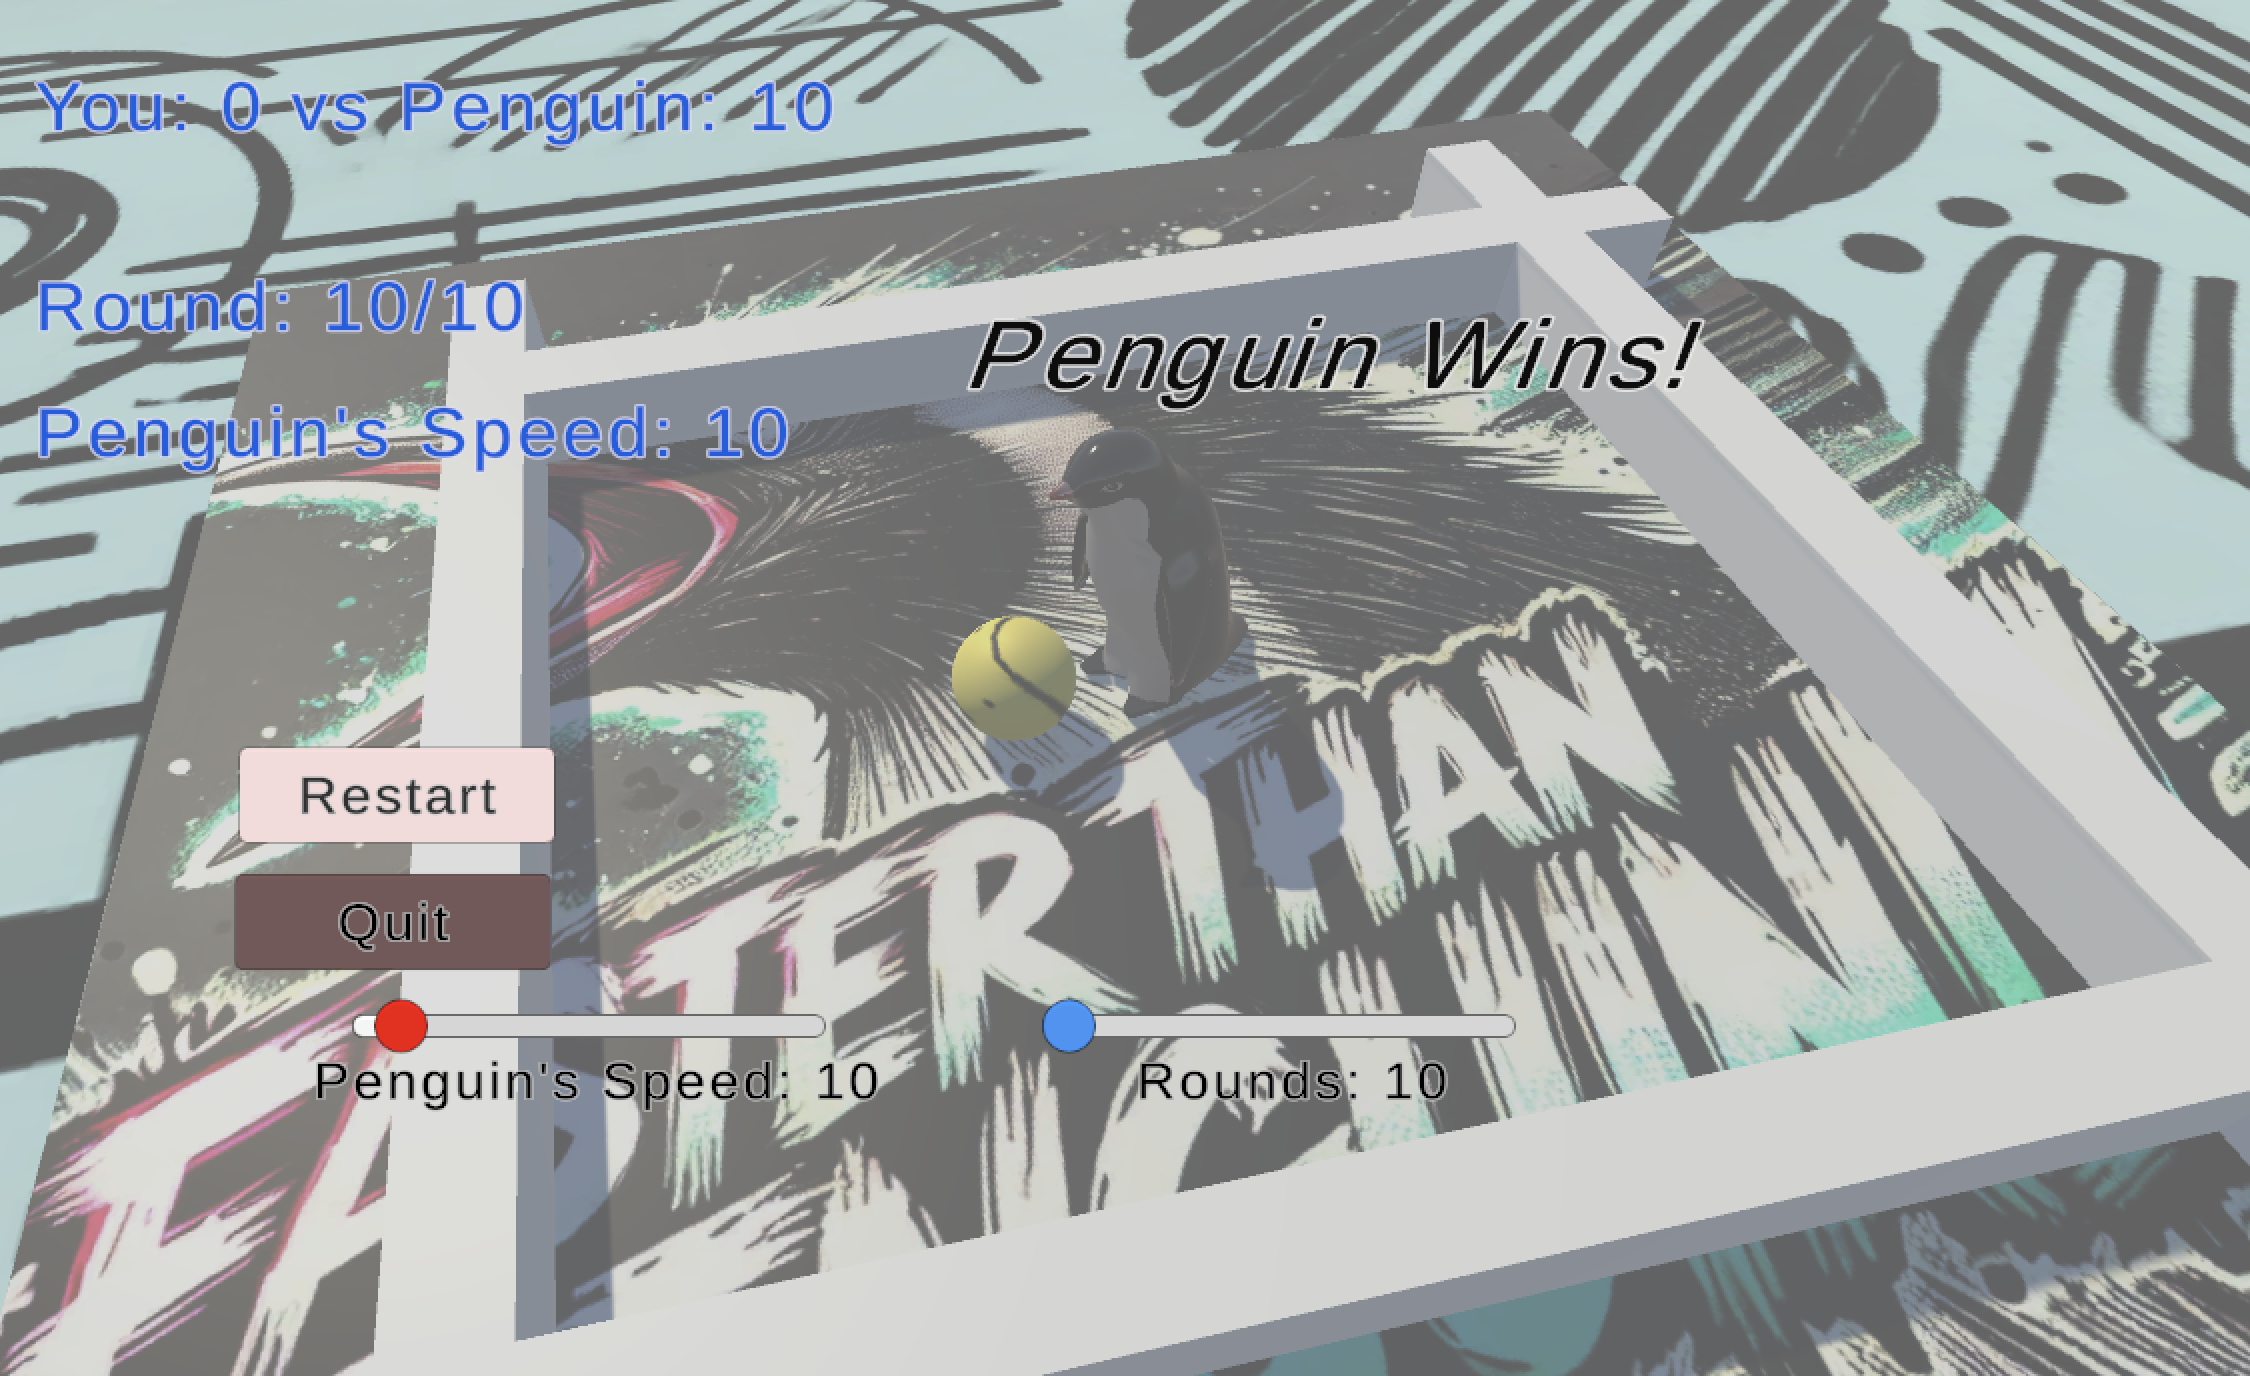 You: 0 vs Penguin: 10
Round: 10/10
Penguin Wins!
Penguin's Speed: 10
Restart
Quit
Penguin's Speed: 10
Rounds: 10
FASTER THAN